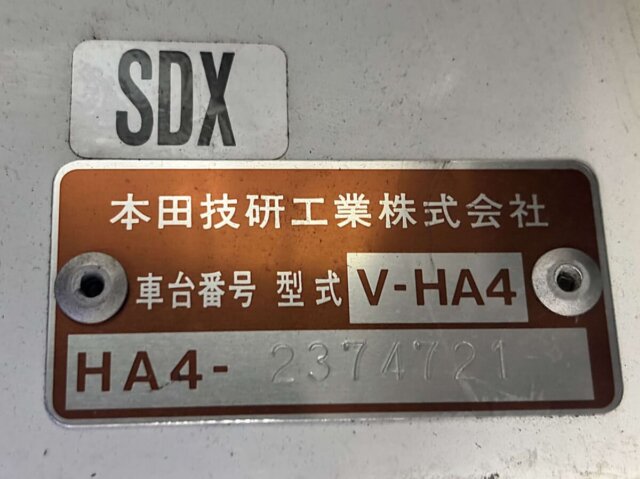 SDX
本田技研工業株式会社
車台番号 型式 V-HA4
HA4-2374721